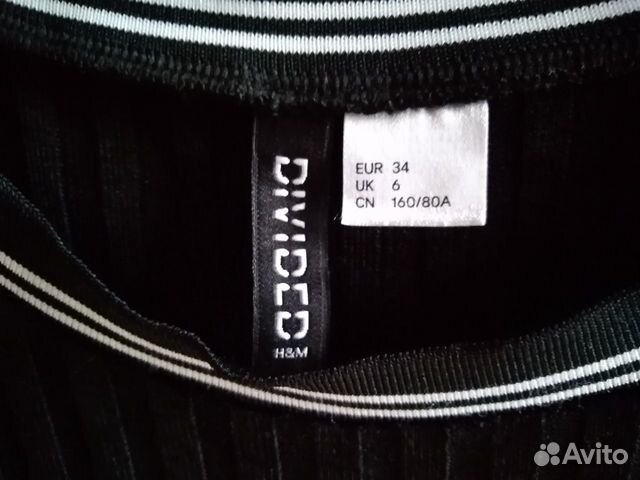 DIVIDED
H&M
EUR 34
UK 6
CN 160/80A
Avito